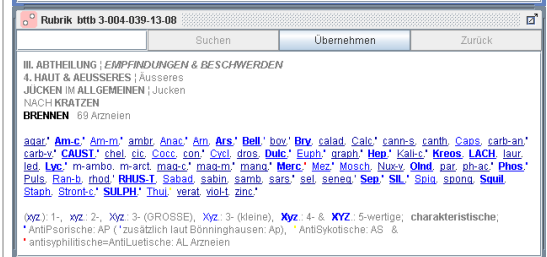 Rubrik bttb 3-004-039-13-08
Suchen Übernehmen Zurück
III. ABTHEILUNG ¦ EMPFINDUNGEN & BESCHWERDEN
4. HAUT & AEUSSERES ¦ Äusseres
JÜCKEN IM ALLGEMEINEN ¦ Jucken
NACH KRATZEN
BRENNEN 69 Arzneien
agar.* Am-c.* Am-m.* ambr. Anac.* Arn. Ars.* Bell.* bov.* Bry. calad. Calc.* cann-s. canth. Caps. carb-an.*
carb-v.* CAUST.* chel. cic. Cocc. con.* Cycl. dros. Dulc.* Euph.* graph.* Hep.* Kali-c.* Kreos. LACH. laur.
led. Lyc.* m-ambo. m-arct. mag-c.* mag-m.* mang.* Merc.* Mez.* Mosch. Nux-v. Olnd. par. ph-ac.* Phos.*
Puls. Ran-b. rhod.* RHUS-T. Sabad. sabin. samb. sars.* sel. seneg.* Sep.* SIL.* Spig. spong. Squil.
Staph. Stront-c.* SULPH.* Thuj.* verat. viol-t. zinc.*
(xyz.): 1-, xyz.: 2-, Xyz.: 3- (GROSSE), Xyz.: 3- (kleine), Xyz.: 4- & XYZ.: 5-wertige; charakteristische;
* AntiPsorische: AP (* zusätzlich laut Bönninghausen: Ap), * AntiSykotische: AS &
* antisyphilitische=AntiLuetische: AL Arzneien